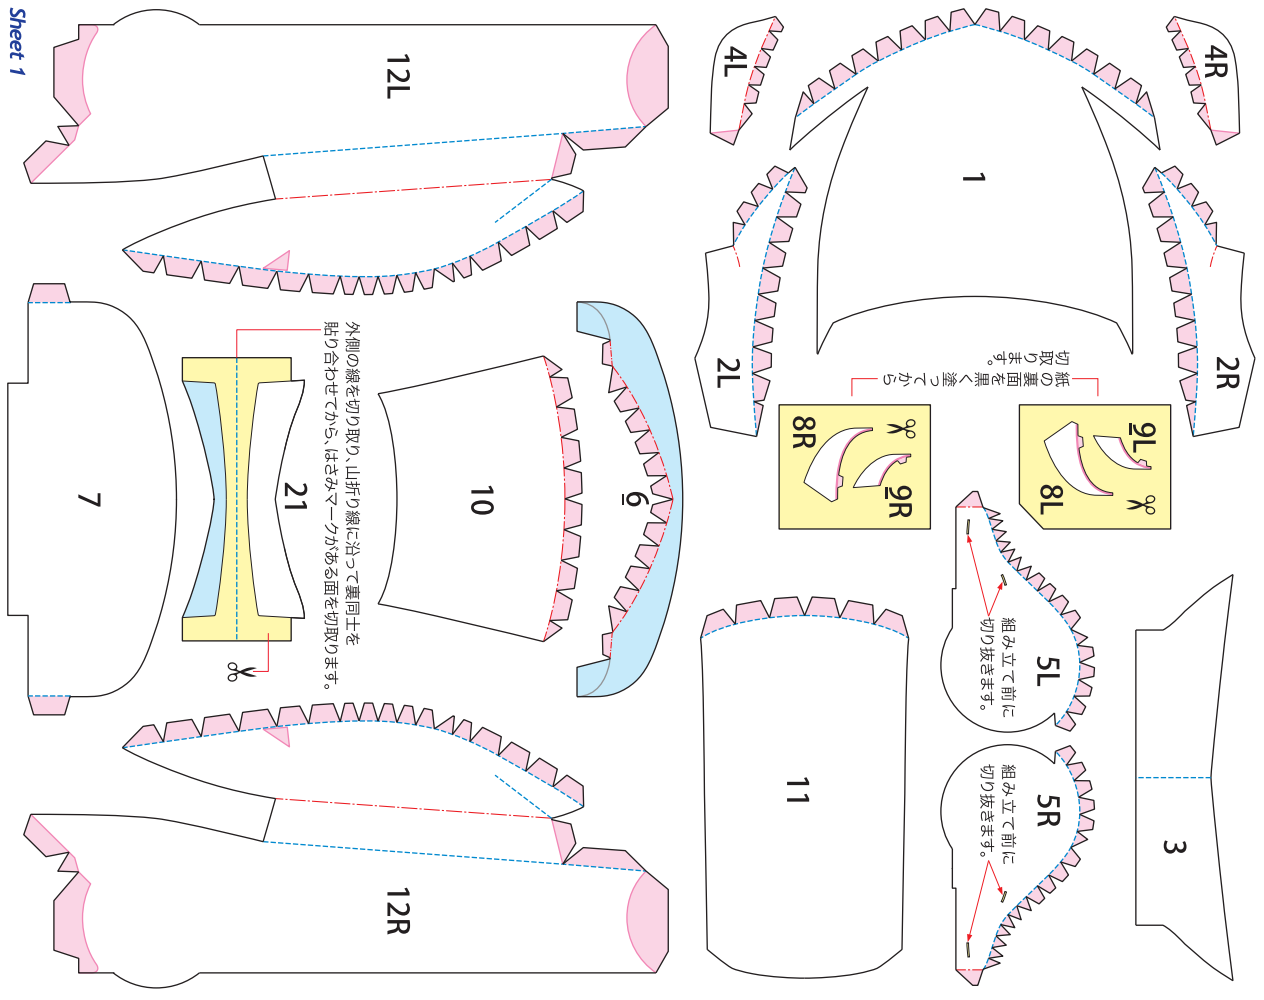 Sheet 1
4R
4L
1
2R
2L
紙の裏面を黒く塗ってから
切取ります。
9L
8L
8R
9R
12L
6
10
21
7
外側の線を切り取り、山折り線に沿って裏同士を
貼り合わせてから、はさみマークがある面を切取ります。
5L
組み立て前に
切り抜きます。
5R
組み立て前に
切り抜きます。
3
11
12R